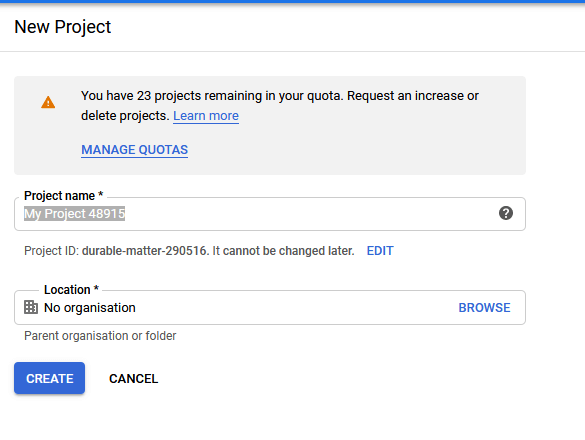 New Project
You have 23 projects remaining in your quota. Request an increase or
delete projects. Learn more
MANAGE QUOTAS
Project name *
My Project 48915
Project ID: durable-matter-290516. It cannot be changed later. EDIT
Location *
No organisation BROWSE
Parent organisation or folder
CREATE CANCEL